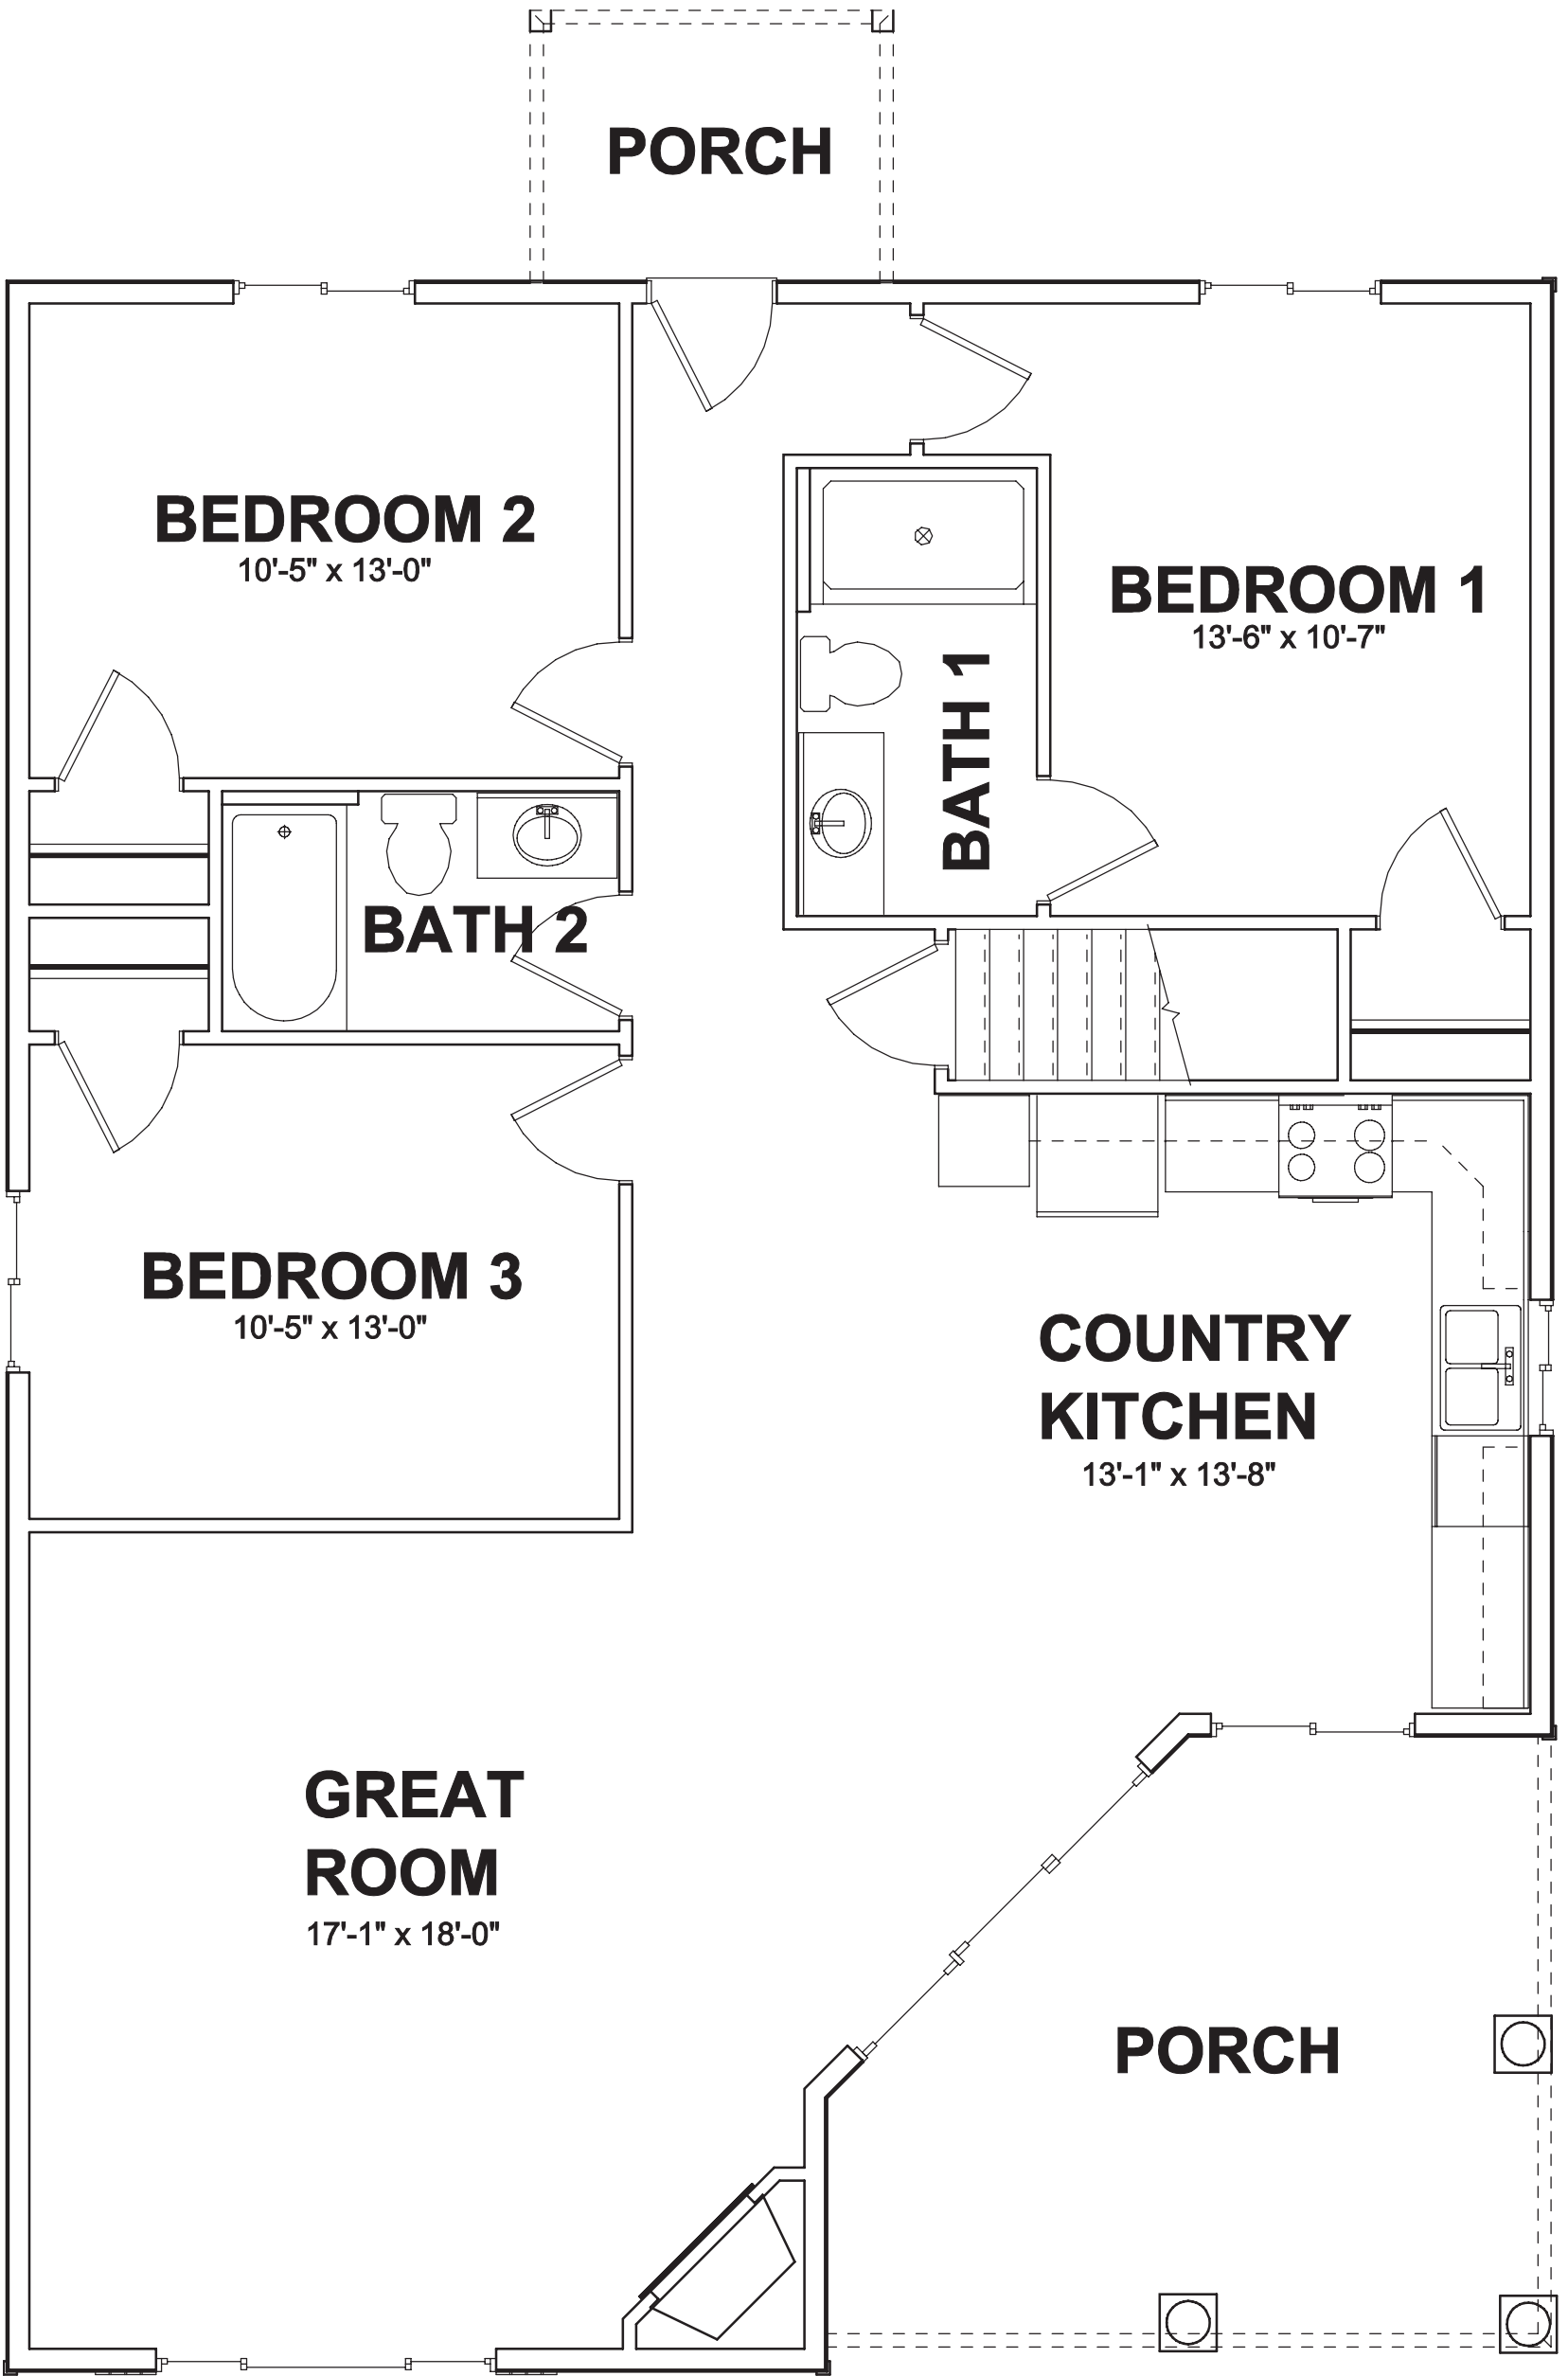 PORCH
BEDROOM 2
10'-5" x 13'-0"
BEDROOM 1
13'-6" x 10'-7"
BATH 1
BATH 2
BEDROOM 3
10'-5" x 13'-0"
COUNTRY
KITCHEN
13'-1" x 13'-8"
GREAT
ROOM
17'-1" x 18'-0"
PORCH